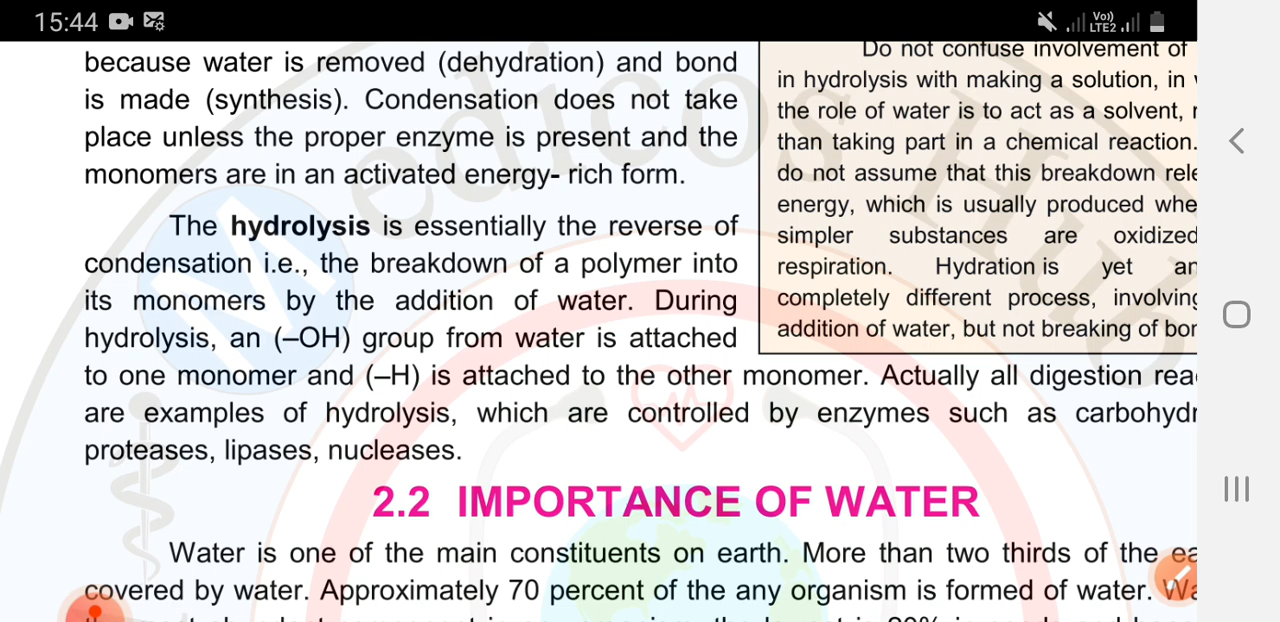 15:44
Vo))
LTE2
because water is removed (dehydration) and bond
is made (synthesis). Condensation does not take
place unless the proper enzyme is present and the
monomers are in an activated energy- rich form.
The hydrolysis is essentially the reverse of
condensation i.e., the breakdown of a polymer into
its monomers by the addition of water. During
hydrolysis, an (–OH) group from water is attached
to one monomer and (–H) is attached to the other monomer. Actually all digestion rea
are examples of hydrolysis, which are controlled by enzymes such as carbohydr
proteases, lipases, nucleases.
Do not confuse involvement of
in hydrolysis with making a solution, in
the role of water is to act as a solvent,
than taking part in a chemical reaction.
do not assume that this breakdown rele
energy, which is usually produced whe
simpler substances are oxidized
respiration. Hydration is yet an
completely different process, involving
addition of water, but not breaking of bon
2.2 IMPORTANCE OF WATER
Water is one of the main constituents on earth. More than two thirds of the ea
covered by water. Approximately 70 percent of the any organism is formed of water. Wa
Medicos Hub